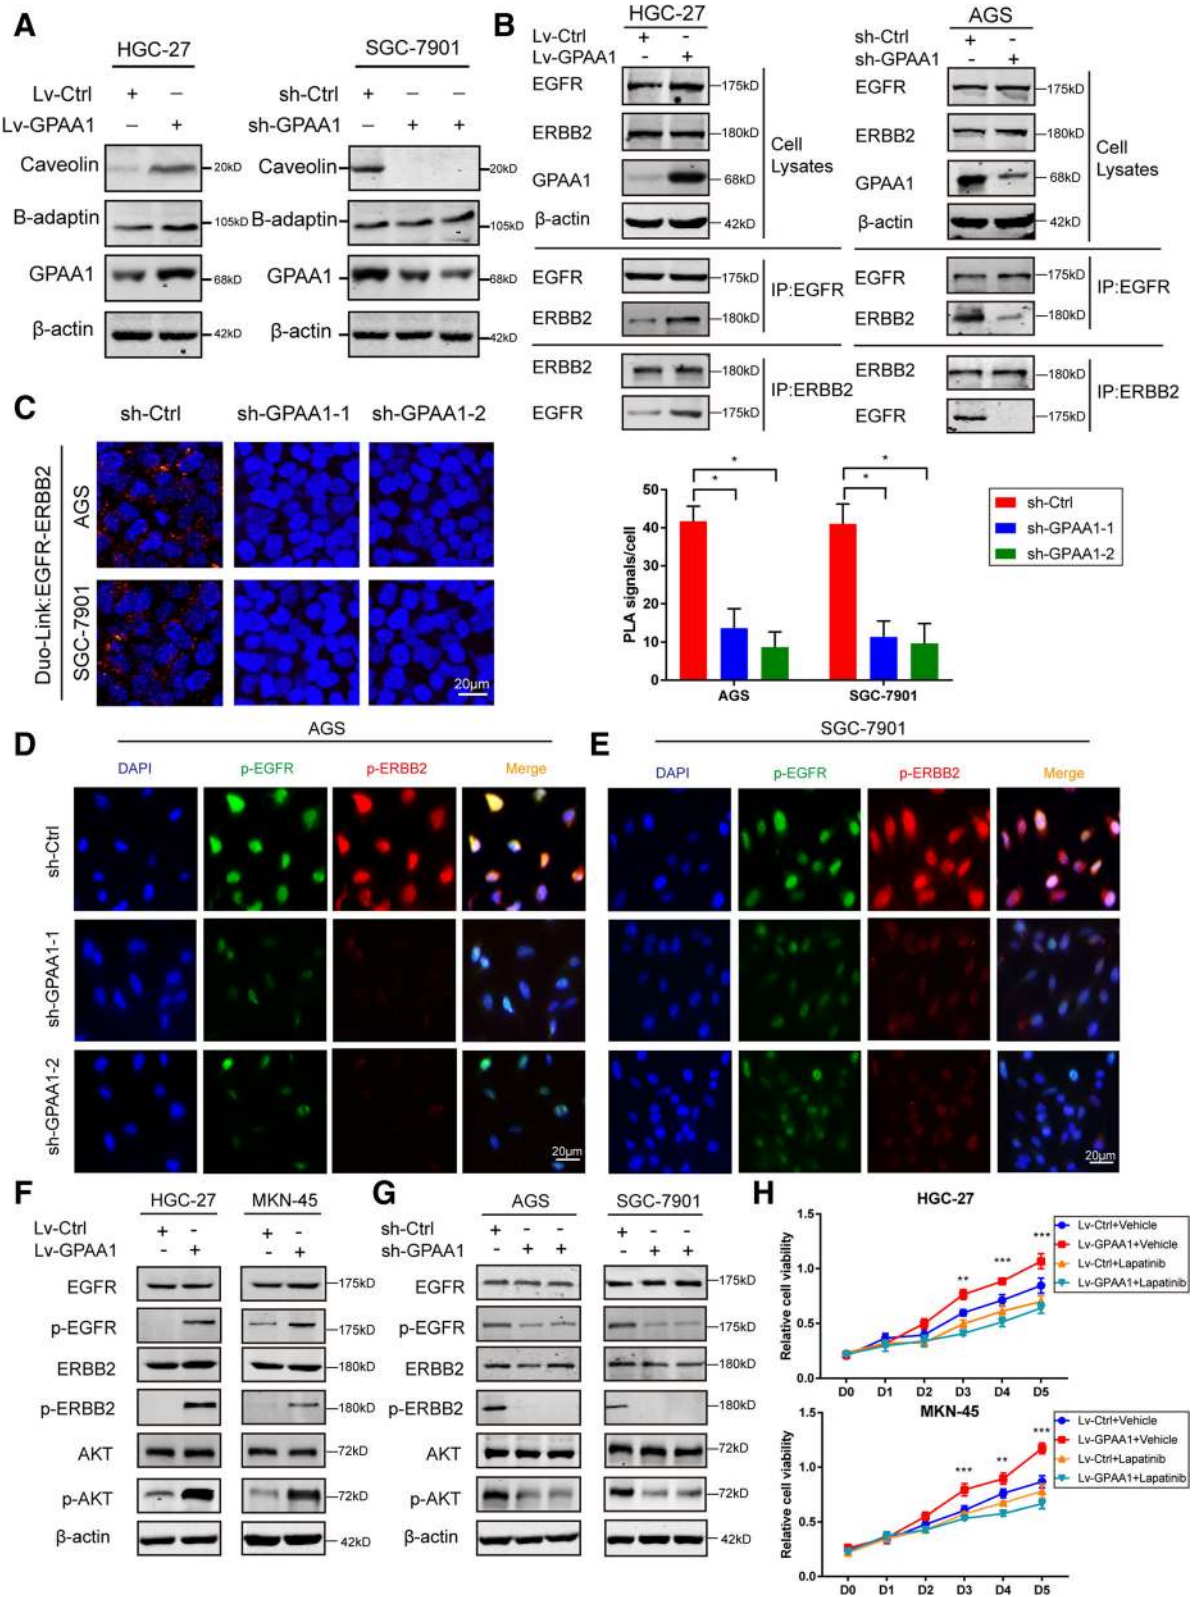 A
HGC-27
SGC-7901
Lv-Ctrl + −
sh-Ctrl + − −
Lv-GPAA1 − +
sh-GPAA1 − + +
Caveolin 20kD
Caveolin 20kD
B-adaptin 105kD
B-adaptin 105kD
GPAA1 68kD
GPAA1 68kD
β-actin 42kD
β-actin 42kD
B
HGC-27
Lv-Ctrl + -
Lv-GPAA1 - +
EGFR 175kD
ERBB2 180kD
GPAA1 68kD
β-actin 42kD
Cell
Lysates
EGFR 175kD
ERBB2 180kD
IP:EGFR
ERBB2 180kD
EGFR 175kD
IP:ERBB2
AGS
sh-Ctrl + -
sh-GPAA1 - +
EGFR 175kD
ERBB2 180kD
GPAA1 68kD
β-actin 42kD
Cell
Lysates
EGFR 175kD
ERBB2 180kD
IP:EGFR
ERBB2 180kD
EGFR 175kD
IP:ERBB2
C
sh-Ctrl sh-GPAA1-1 sh-GPAA1-2
Duo-Link:EGFR-ERBB2
AGS
SGC-7901
20μm
PLA signals/cell
50
40
30
20
10
0
* *
* *
AGS SGC-7901
sh-Ctrl
sh-GPAA1-1
sh-GPAA1-2
D
AGS
DAPI p-EGFR p-ERBB2 Merge
sh-Ctrl
sh-GPAA1-1
sh-GPAA1-2
20μm
E
SGC-7901
DAPI p-EGFR p-ERBB2 Merge
20μm
F
HGC-27 MKN-45
Lv-Ctrl + - + -
Lv-GPAA1 - + - +
EGFR 175kD
p-EGFR 175kD
ERBB2 180kD
p-ERBB2 180kD
AKT 72kD
p-AKT 72kD
β-actin 42kD
G
AGS SGC-7901
sh-Ctrl + - - + - -
sh-GPAA1 - + + - + +
EGFR 175kD
p-EGFR 175kD
ERBB2 180kD
p-ERBB2 180kD
AKT 72kD
p-AKT 72kD
β-actin 42kD
H
HGC-27
Relative cell viability
1.5
1.0
0.5
0.0
** *** ***
D0 D1 D2 D3 D4 D5
Lv-Ctrl+Vehicle
Lv-GPAA1+Vehicle
Lv-Ctrl+Lapatinib
Lv-GPAA1+Lapatinib
MKN-45
Relative cell viability
1.5
1.0
0.5
0.0
*** ** ***
D0 D1 D2 D3 D4 D5
Lv-Ctrl+Vehicle
Lv-GPAA1+Vehicle
Lv-Ctrl+Lapatinib
Lv-GPAA1+Lapatinib